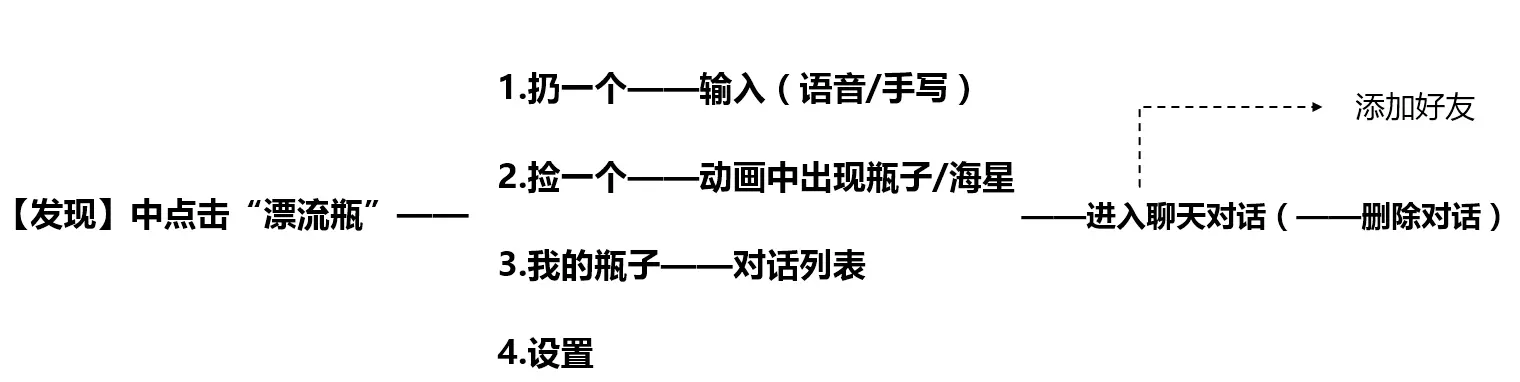 1.扔一个——输入（语音/手写）
添加好友
2.捡一个——动画中出现瓶子/海星
【发现】中点击“漂流瓶”——
——进入聊天对话（——删除对话）
3.我的瓶子——对话列表
4.设置